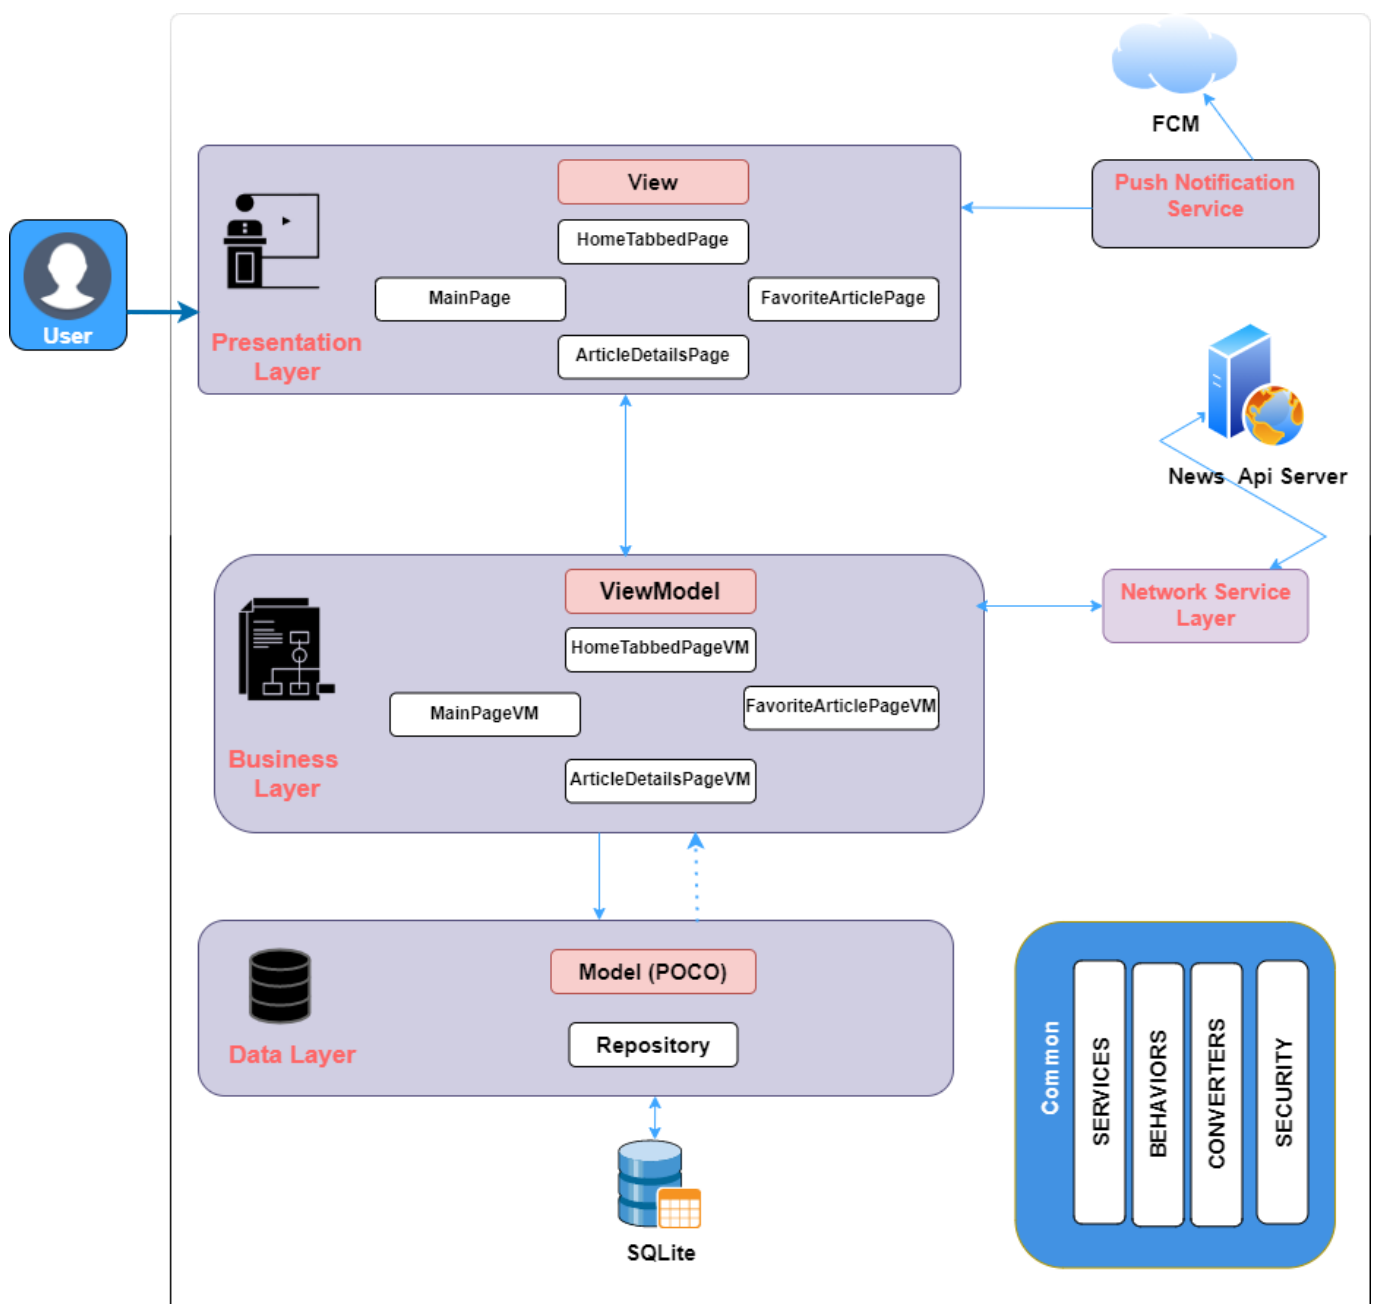 FCM
View
Push Notification
Service
HomeTabbedPage
MainPage
FavoriteArticlePage
User
Presentation
Layer
ArticleDetailsPage
News Api Server
ViewModel
Network Service
Layer
HomeTabbedPageVM
MainPageVM
FavoriteArticlePageVM
Business
Layer
ArticleDetailsPageVM
Model (POCO)
Data Layer
Repository
Common
SERVICES
BEHAVIORS
CONVERTERS
SECURITY
SQLite